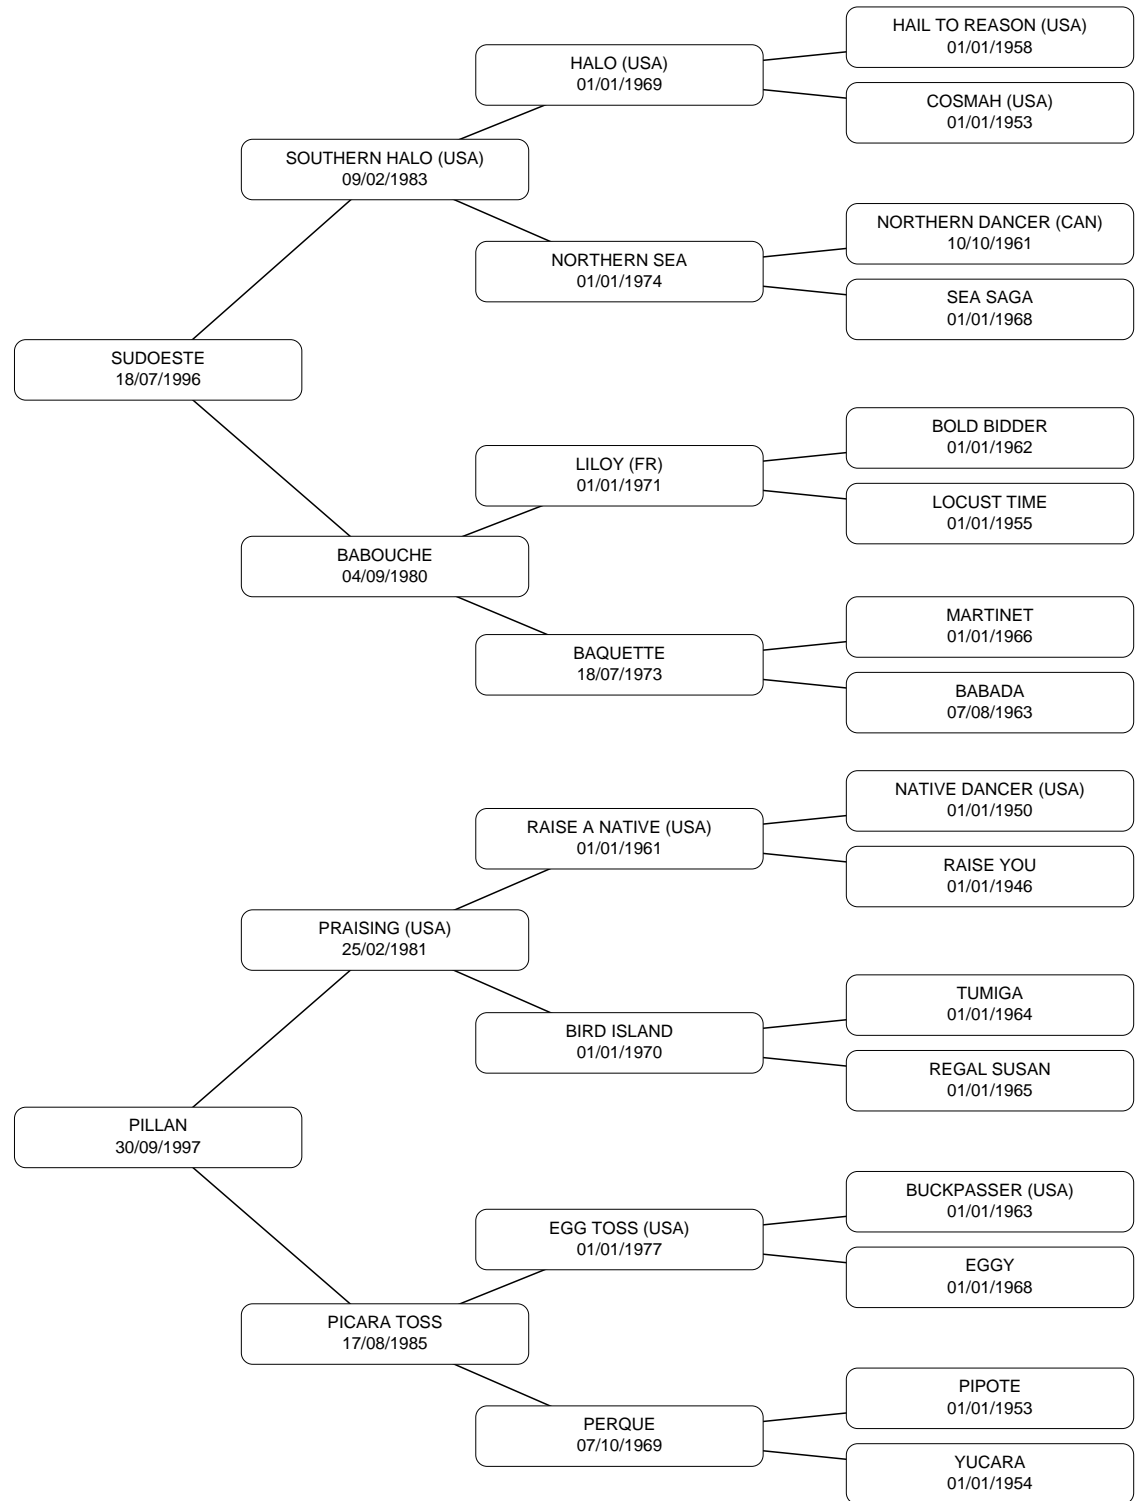 HAIL TO REASON (USA)
01/01/1958
HALO (USA)
01/01/1969
COSMAH (USA)
01/01/1953
SOUTHERN HALO (USA)
09/02/1983
NORTHERN DANCER (CAN)
10/10/1961
NORTHERN SEA
01/01/1974
SEA SAGA
01/01/1968
SUDOESTE
18/07/1996
BOLD BIDDER
01/01/1962
LILOY (FR)
01/01/1971
LOCUST TIME
01/01/1955
BABOUCHE
04/09/1980
MARTINET
01/01/1966
BAQUETTE
18/07/1973
BABADA
07/08/1963
NATIVE DANCER (USA)
01/01/1950
RAISE A NATIVE (USA)
01/01/1961
RAISE YOU
01/01/1946
PRAISING (USA)
25/02/1981
TUMIGA
01/01/1964
BIRD ISLAND
01/01/1970
REGAL SUSAN
01/01/1965
PILLAN
30/09/1997
BUCKPASSER (USA)
01/01/1963
EGG TOSS (USA)
01/01/1977
EGGY
01/01/1968
PICARA TOSS
17/08/1985
PIPOTE
01/01/1953
PERQUE
07/10/1969
YUCARA
01/01/1954